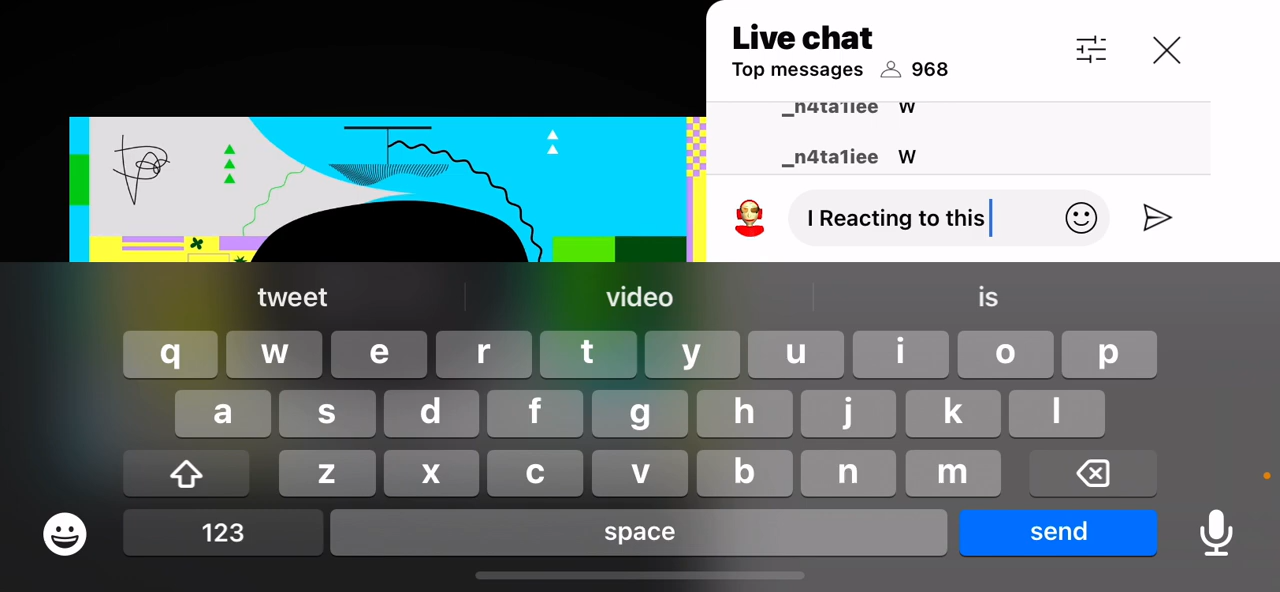 Live chat
Top messages 968
_n4ta1iee W
_n4ta1iee W
I Reacting to this
tweet video is
q w e r t y u i o p
a s d f g h j k l
z x c v b n m
123 space send